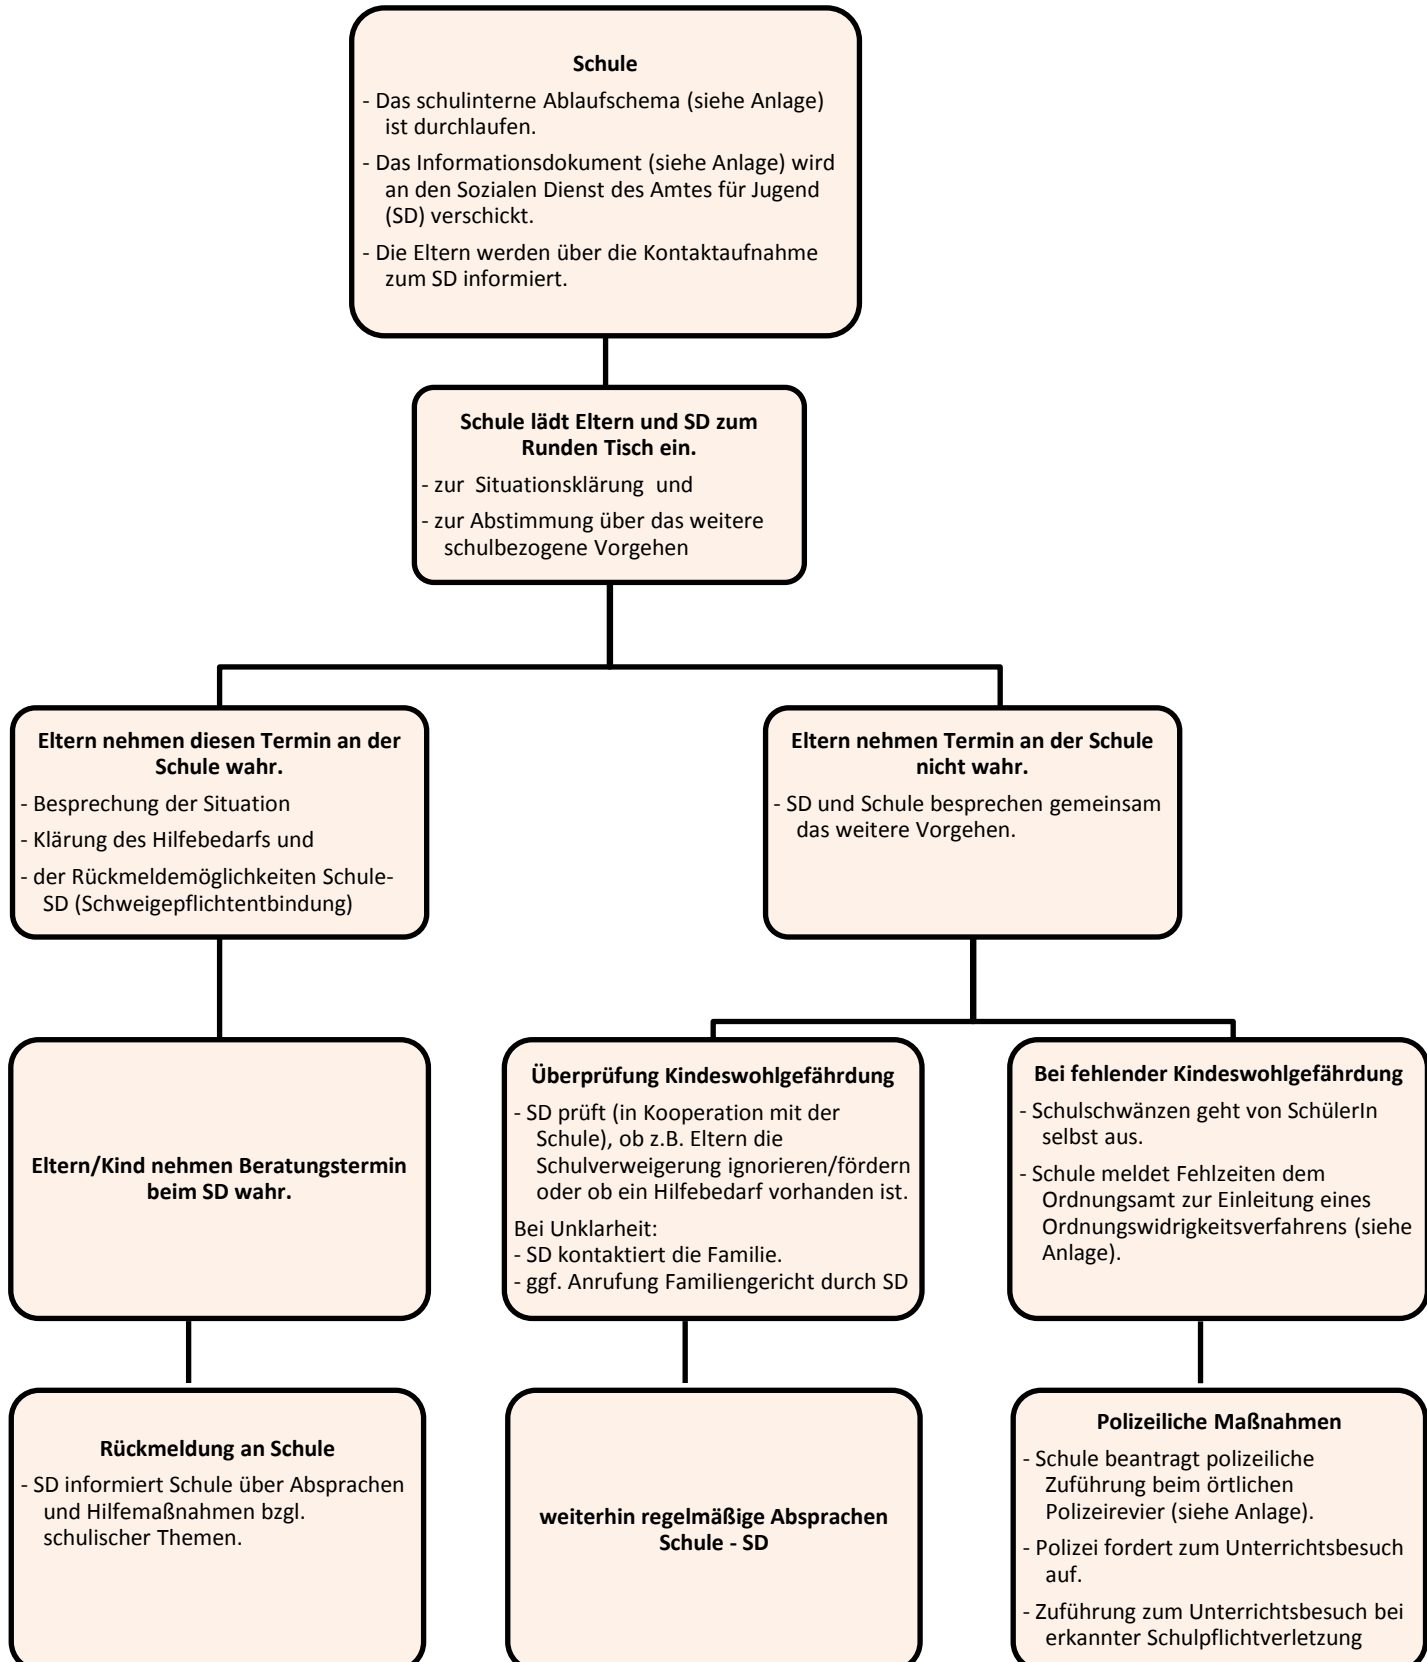 Schule
- Das schulinterne Ablaufschema (siehe Anlage)
ist durchlaufen.
- Das Informationsdokument (siehe Anlage) wird
an den Sozialen Dienst des Amtes für Jugend
(SD) verschickt.
- Die Eltern werden über die Kontaktaufnahme
zum SD informiert.
Schule lädt Eltern und SD zum
Runden Tisch ein.
- zur Situationsklärung und
- zur Abstimmung über das weitere
schulbezogene Vorgehen
Eltern nehmen diesen Termin an der
Schule wahr.
- Besprechung der Situation
- Klärung des Hilfebedarfs und
- der Rückmeldemöglichkeiten Schule-
SD (Schweigepflichtentbindung)
Eltern nehmen Termin an der Schule
nicht wahr.
- SD und Schule besprechen gemeinsam
das weitere Vorgehen.
Eltern/Kind nehmen Beratungstermin
beim SD wahr.
Überprüfung Kindeswohlgefährdung
- SD prüft (in Kooperation mit der
Schule), ob z.B. Eltern die
Schulverweigerung ignorieren/fördern
oder ob ein Hilfebedarf vorhanden ist.
Bei Unklarheit:
- SD kontaktiert die Familie.
- ggf. Anrufung Familiengericht durch SD
Bei fehlender Kindeswohlgefährdung
- Schulschwänzen geht von SchülerIn
selbst aus.
- Schule meldet Fehlzeiten dem
Ordnungsamt zur Einleitung eines
Ordnungswidrigkeitsverfahrens (siehe
Anlage).
Rückmeldung an Schule
- SD informiert Schule über Absprachen
und Hilfemaßnahmen bzgl.
schulischer Themen.
weiterhin regelmäßige Absprachen
Schule - SD
Polizeiliche Maßnahmen
- Schule beantragt polizeiliche
Zuführung beim örtlichen
Polizeirevier (siehe Anlage).
- Polizei fordert zum Unterrichtsbesuch
auf.
- Zuführung zum Unterrichtsbesuch bei
erkannter Schulpflichtverletzung